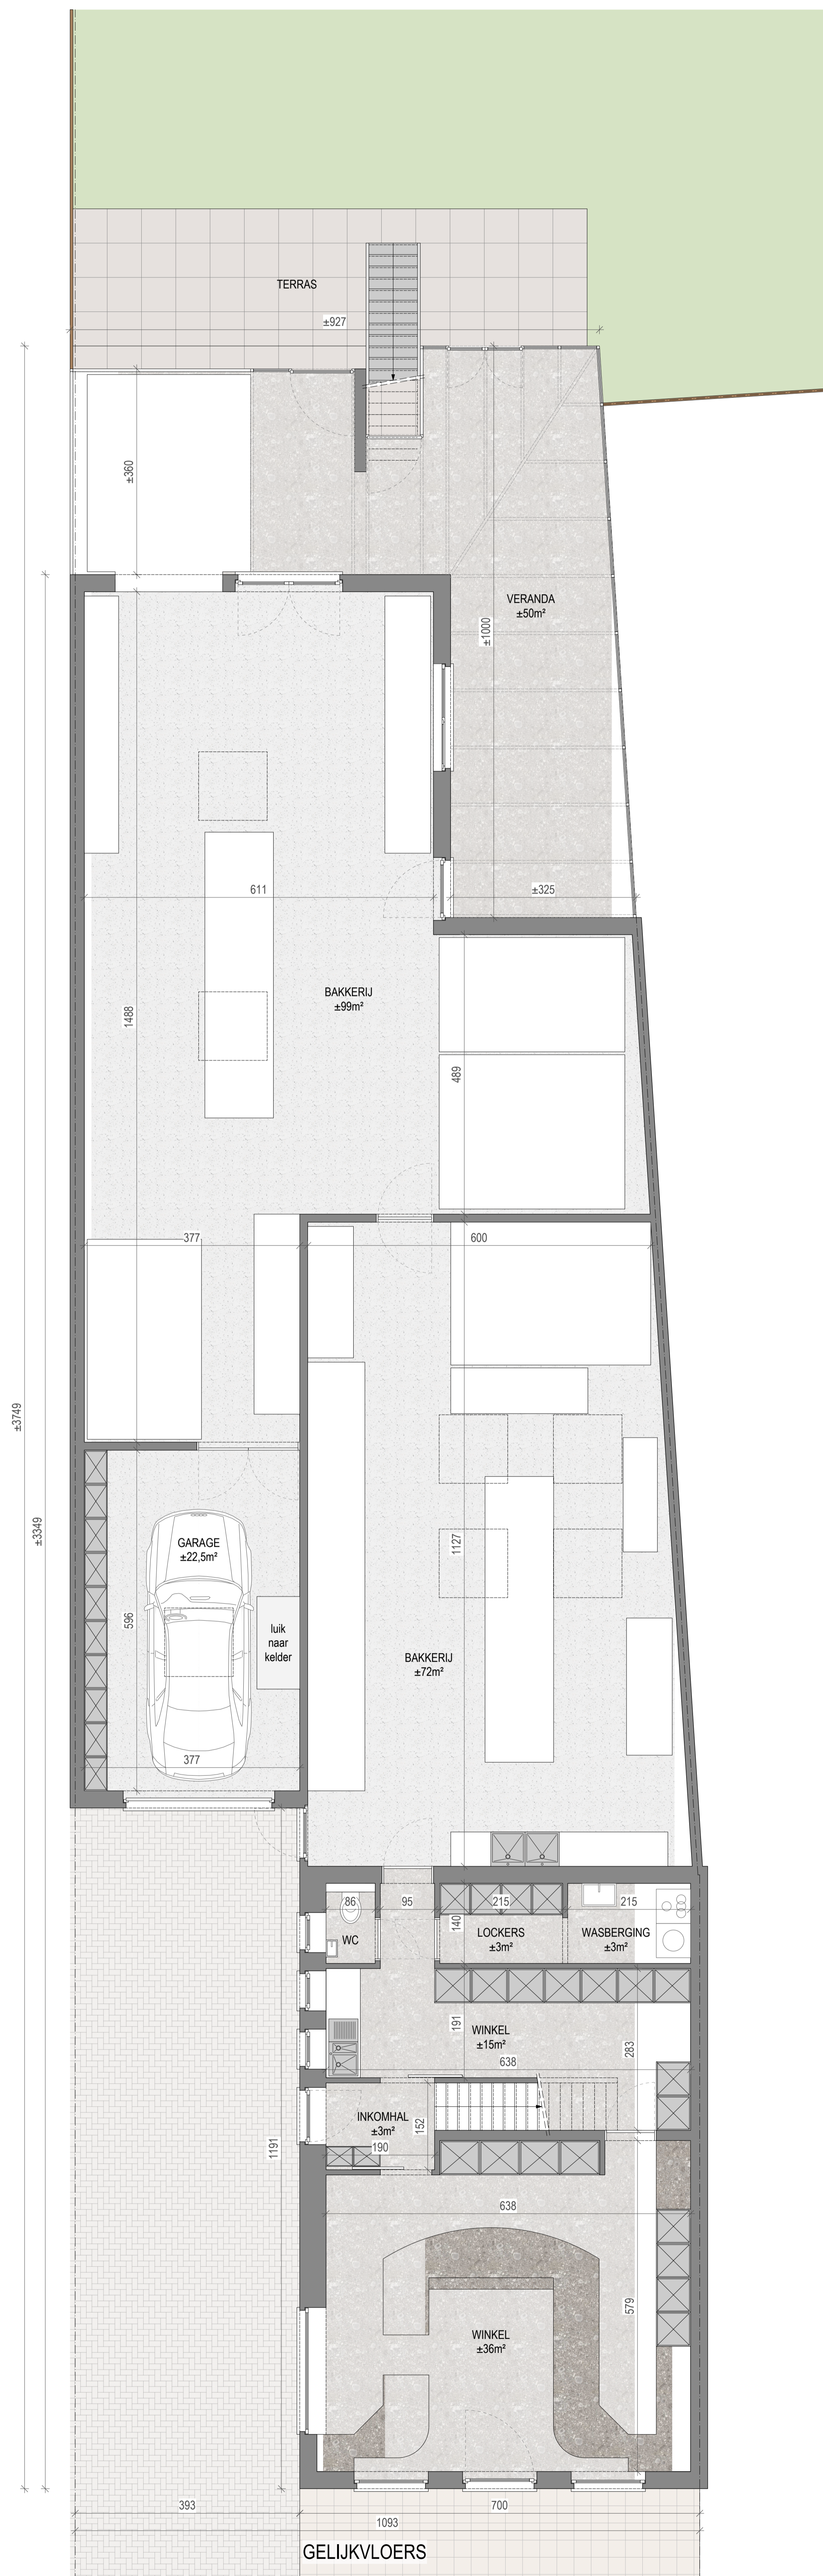 TERRAS
±927
±360
VERANDA
±50m²
±1000
611
±325
BAKKERIJ
±99m²
1488
489
377
600
±3749
±3349
GARAGE
±22,5m²
1127
596
luik
naar
kelder
BAKKERIJ
±72m²
377
86
95
215
215
WC
140
LOCKERS
±3m²
WASBERGING
±3m²
WINKEL
±15m²
191
283
638
INKOMHAL
±3m²
152
190
1191
638
579
WINKEL
±36m²
393
700
1093
GELIJKVLOERS